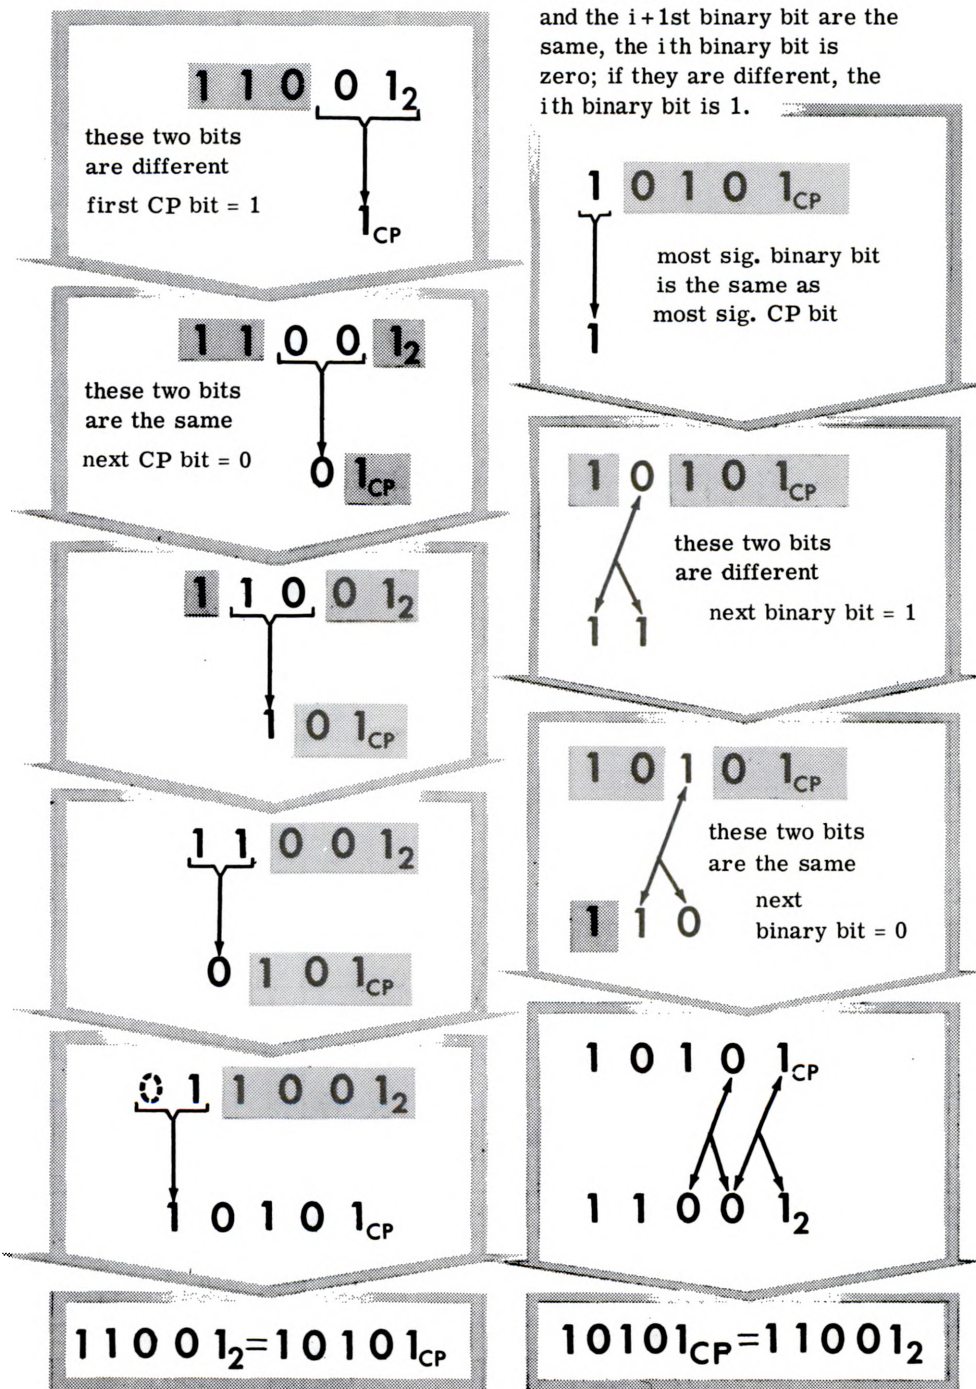 1 1 0 0 1₂
these two bits
are different
first CP bit = 1
1CP
1 1 0 0 1₂
these two bits
are the same
next CP bit = 0
0 1CP
1 1 0 0 1₂
1 0 1CP
1 1 0 0 1₂
0 1 0 1CP
0 1 1 0 0 1₂
1 0 1 0 1CP
1 1 0 0 1₂=1 0 1 0 1CP
and the i+1st binary bit are the
same, the ith binary bit is
zero; if they are different, the
ith binary bit is 1.
1 0 1 0 1CP
most sig. binary bit
is the same as
most sig. CP bit
1
1 0 1 0 1CP
these two bits
are different
next binary bit = 1
1 1
1 0 1 0 1CP
these two bits
are the same
next
binary bit = 0
1 1 0
1 0 1 0 1CP
1 1 0 0 1₂
10101CP=11001₂